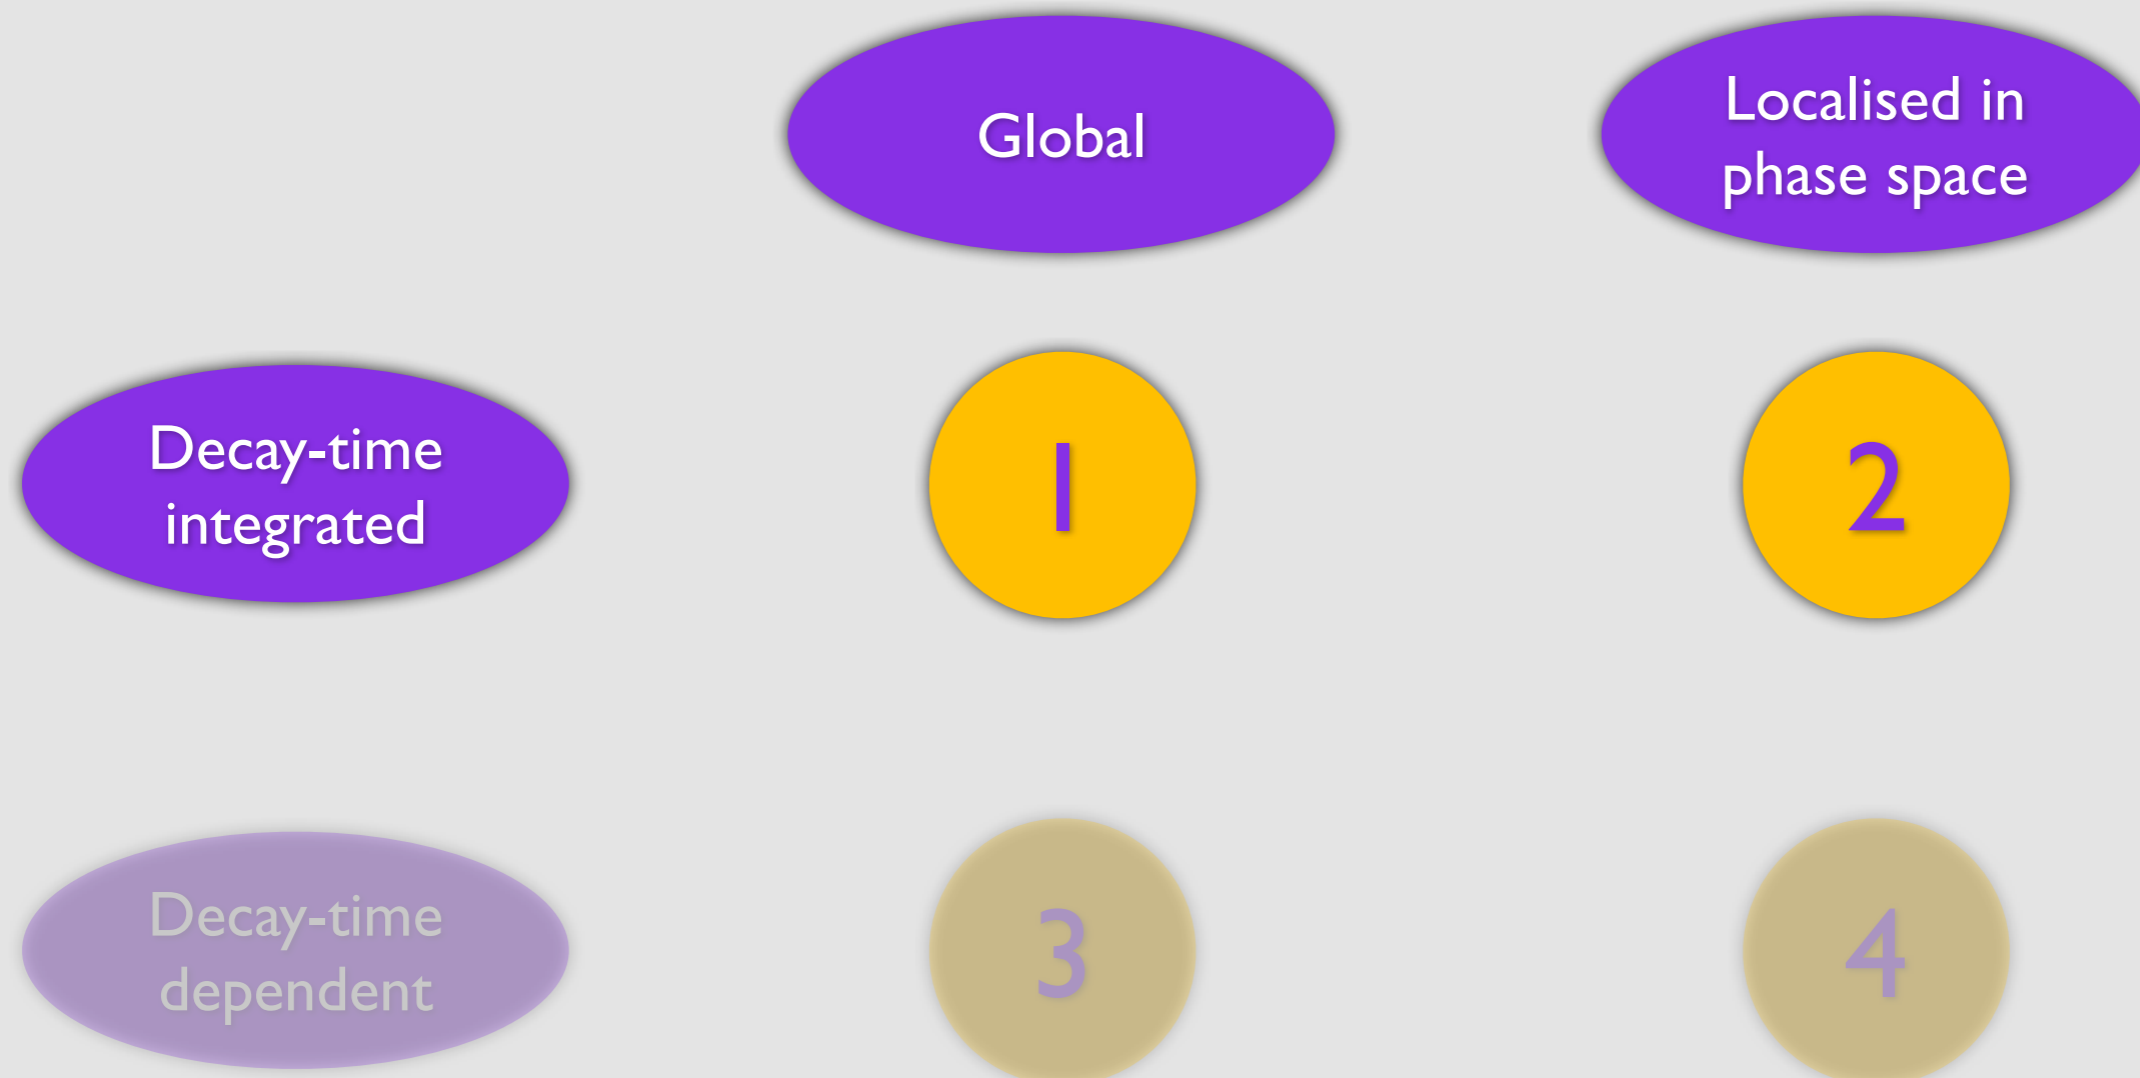 Global
Localised in
phase space
Decay-time
integrated
1
2
Decay-time
dependent
3
4